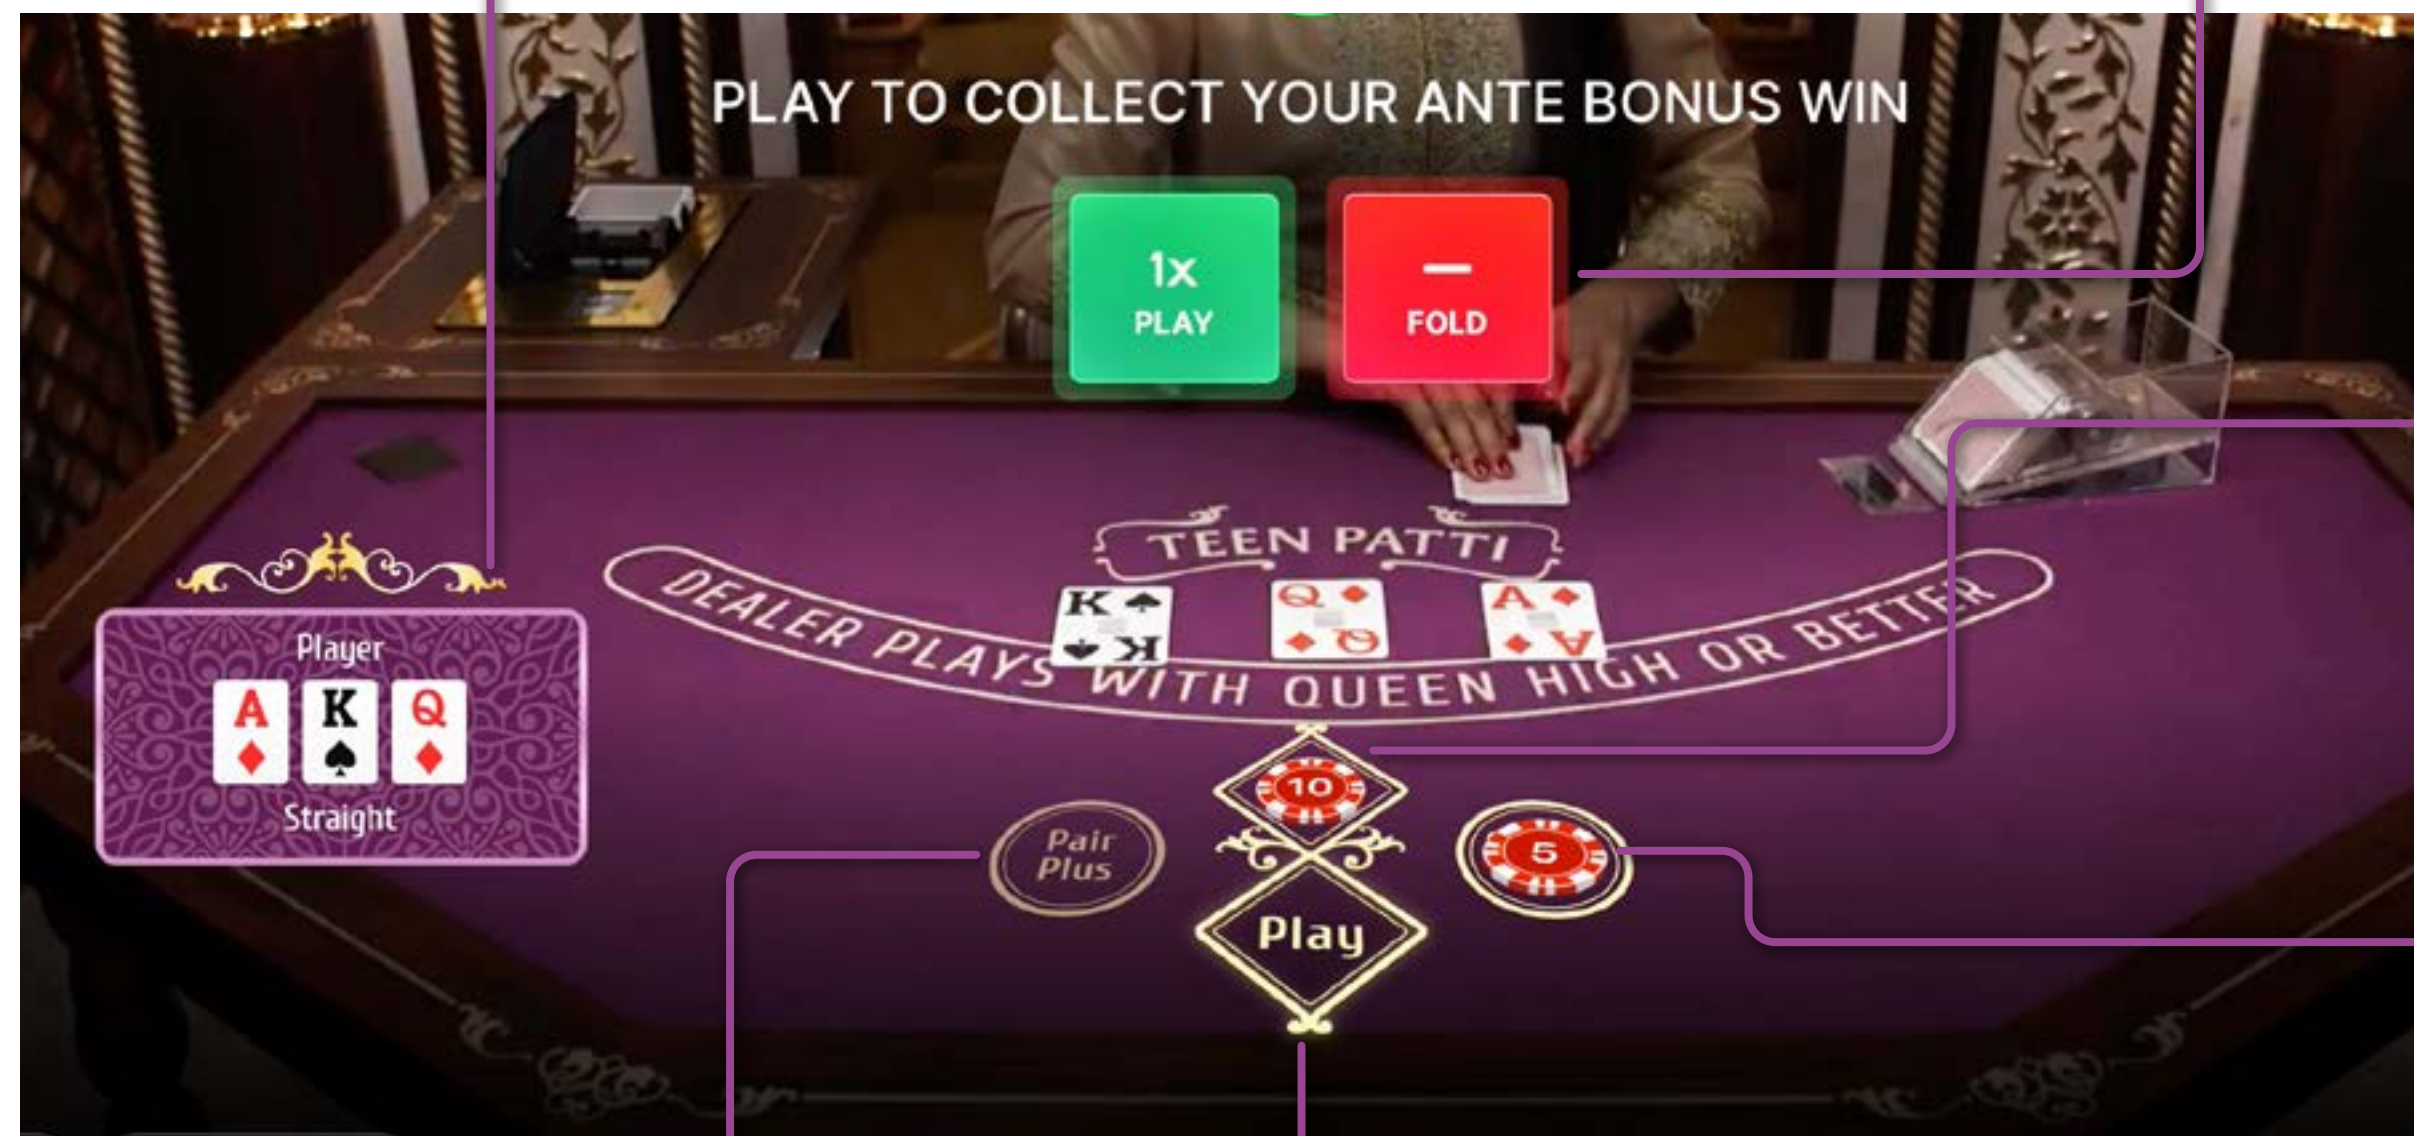 PLAY TO COLLECT YOUR ANTE BONUS WIN
1x
PLAY
FOLD
TEEN PATTI
K Q A
K Q A
DEALER PLAYS WITH QUEEN HIGH OR BETTER
Player
A K Q
Straight
10
Pair
Plus
5
Play